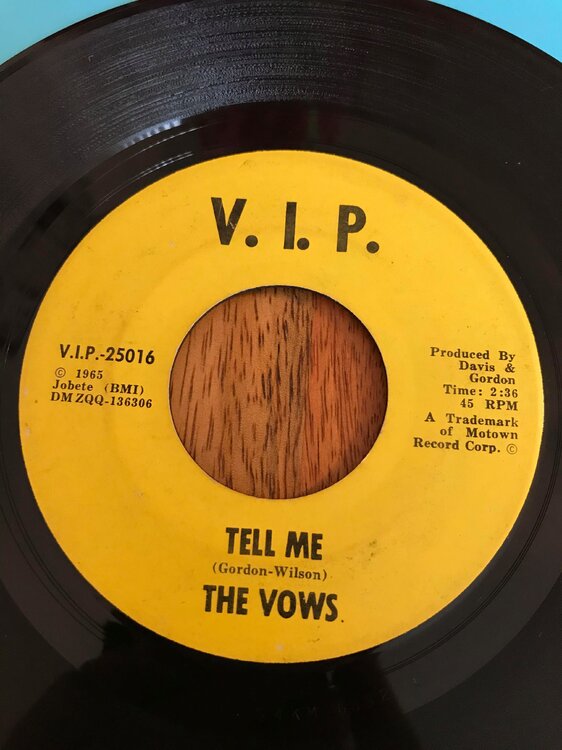 V. I. P.
V.I.P.-25016
© 1965
Jobete (BMI)
DM ZQQ-136306
Produced By
Davis &
Gordon
Time: 2:36
45 RPM
A Trademark
of Motown
Record Corp. ©
TELL ME
(Gordon-Wilson)
THE VOWS